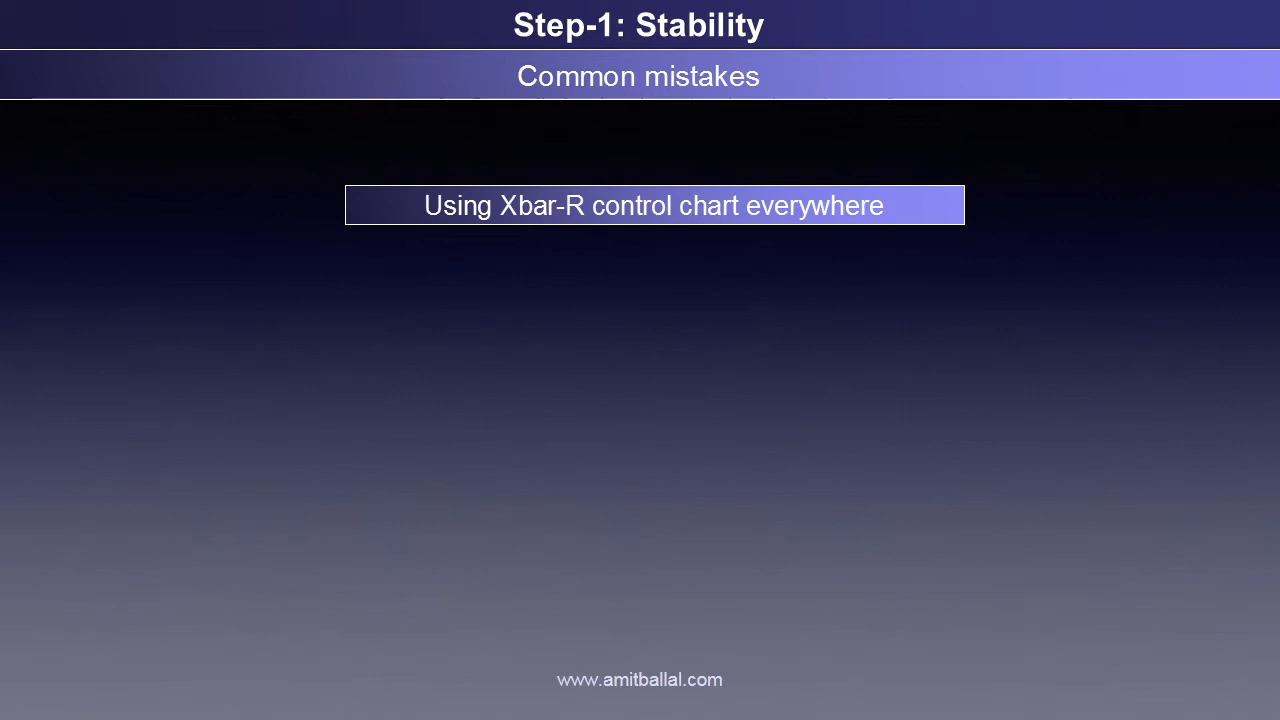 Step-1: Stability
Common mistakes
Using Xbar-R control chart everywhere
www.amitballal.com